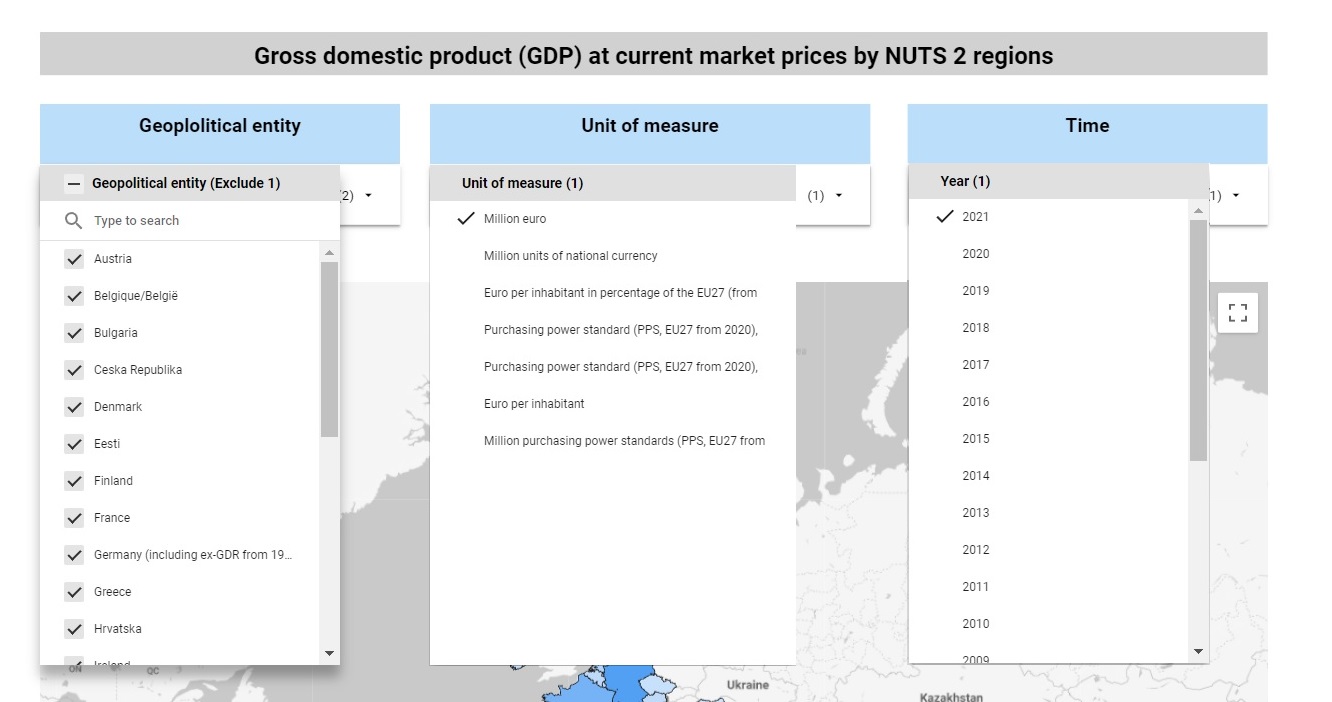 Gross domestic product (GDP) at current market prices by NUTS 2 regions
Geoplolitical entity
Geopolitical entity (Exclude 1)
(2)
Type to search
Austria
Belgique/België
Bulgaria
Ceska Republika
Denmark
Eesti
Finland
France
Germany (including ex-GDR from 19...
Greece
Hrvatska
Ireland
Unit of measure
Unit of measure (1)
(1)
Million euro
Million units of national currency
Euro per inhabitant in percentage of the EU27 (from
Purchasing power standard (PPS, EU27 from 2020),
Purchasing power standard (PPS, EU27 from 2020),
Euro per inhabitant
Million purchasing power standards (PPS, EU27 from
Time
Year (1)
1)
2021
2020
2019
2018
2017
2016
2015
2014
2013
2012
2011
2010
2009
ON
QC
Ukraine
Kazakhstan